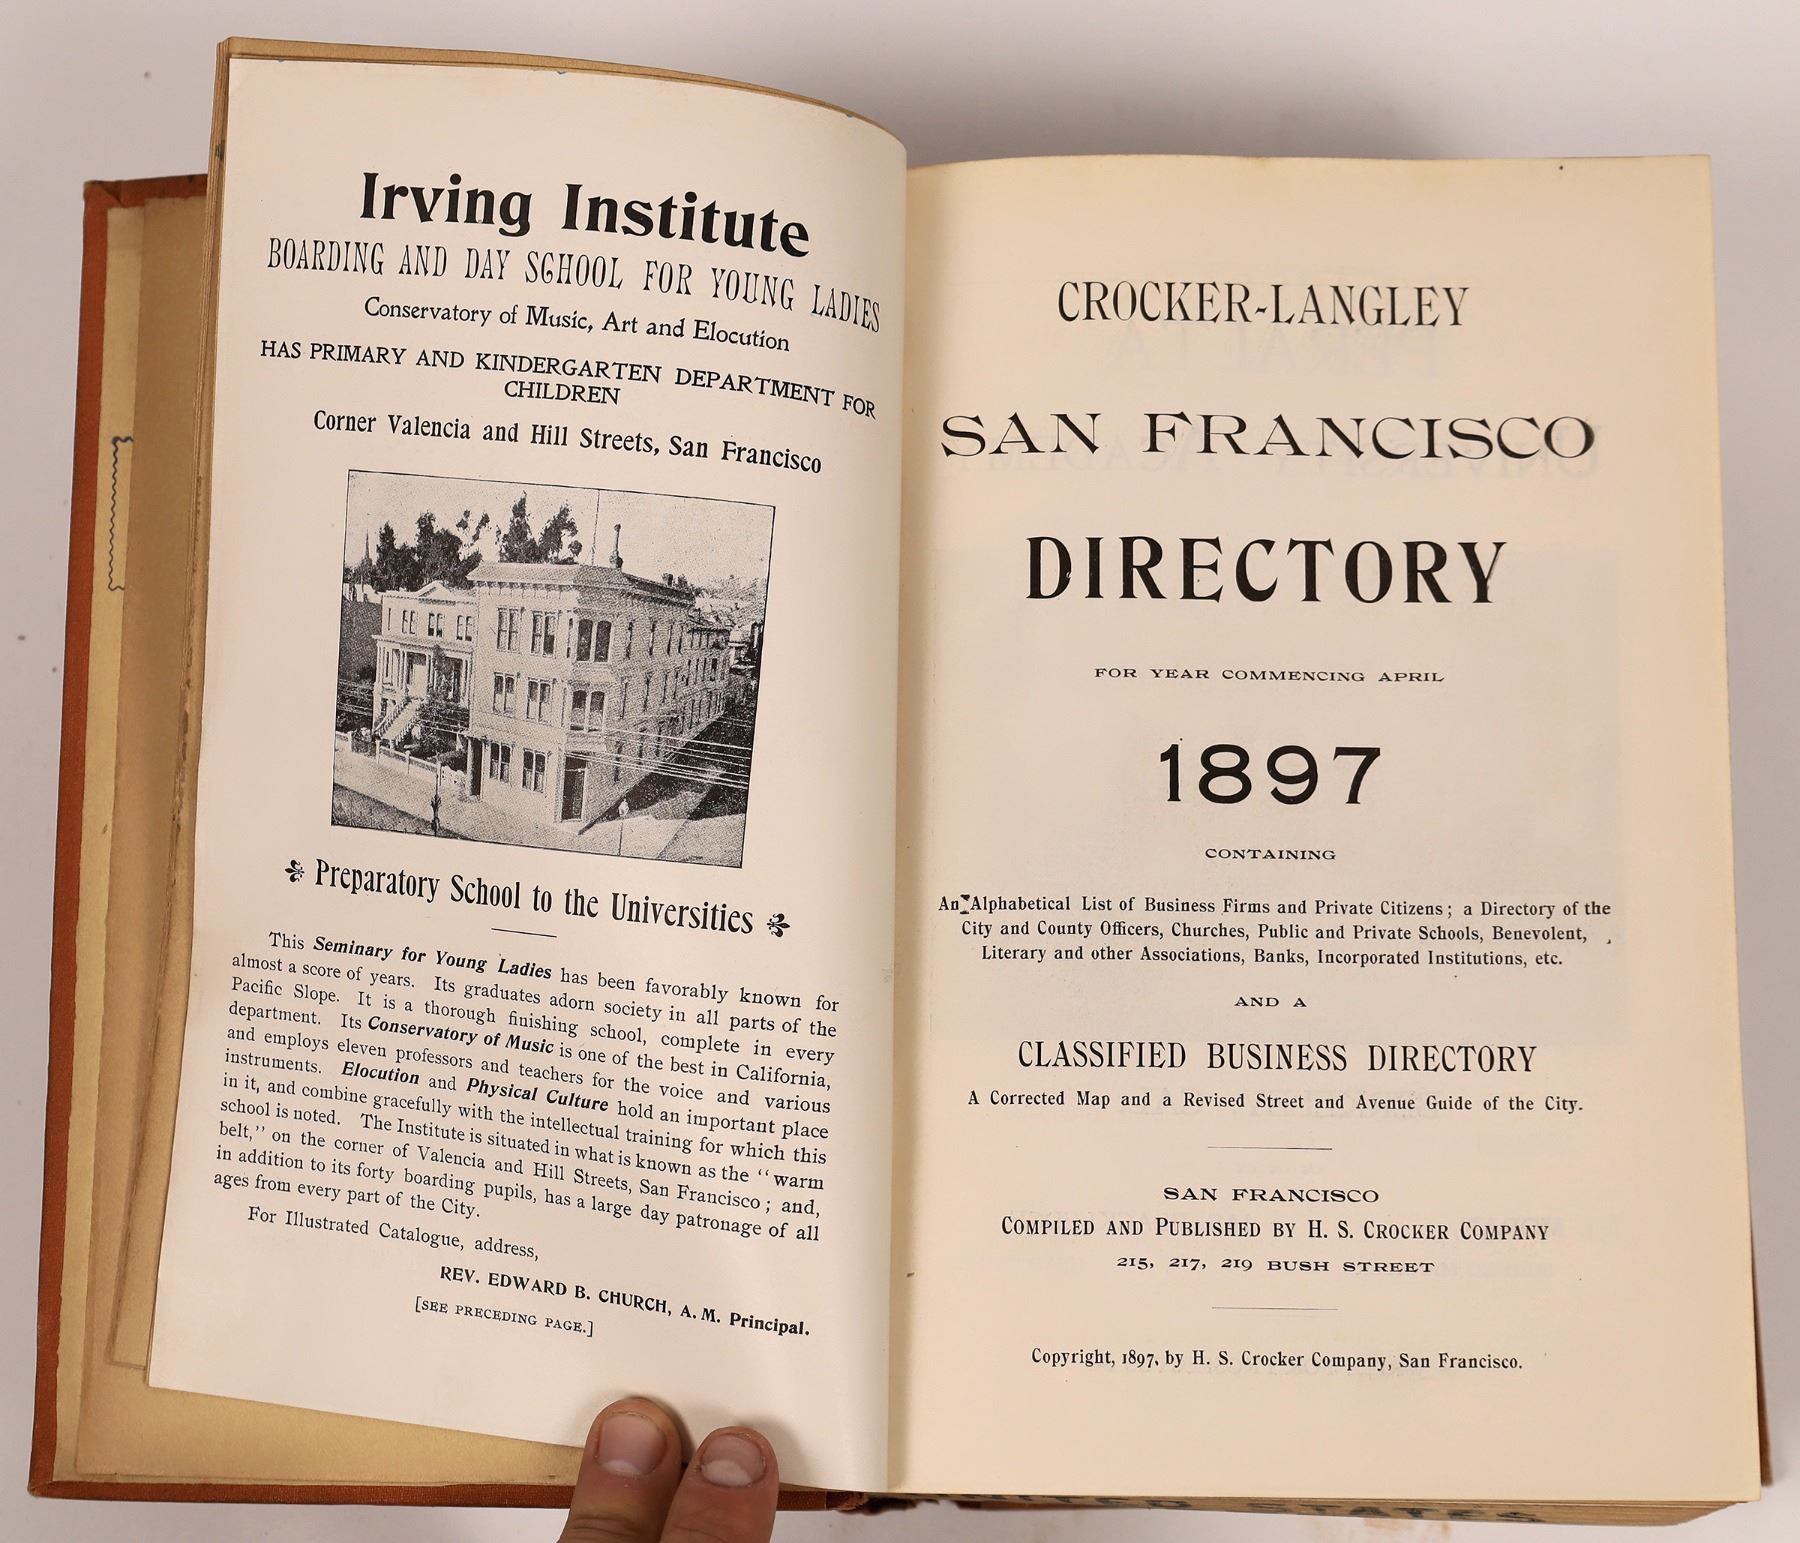 Irving Institute
BOARDING AND DAY SCHOOL FOR YOUNG LADIES
Conservatory of Music, Art and Elocution
HAS PRIMARY AND KINDERGARTEN DEPARTMENT FOR
CHILDREN
Corner Valencia and Hill Streets, San Francisco
Preparatory School to the Universities
This Seminary for Young Ladies has been favorably known for
almost a score of years. Its graduates adorn society in all parts of the
Pacific Slope. It is a thorough finishing school, complete in every
department. Its Conservatory of Music is one of the best in California,
and employs eleven professors and teachers for the voice and various
instruments. Elocution and Physical Culture hold an important place
in it, and combine gracefully with the intellectual training for which this
school is noted. The Institute is situated in what is known as the "warm
belt," on the corner of Valencia and Hill Streets, San Francisco; and,
in addition to its forty boarding pupils, has a large day patronage of all
ages from every part of the City.
For Illustrated Catalogue, address,
REV. EDWARD B. CHURCH, A. M. Principal.
[SEE PRECEDING PAGE.]
CROCKER-LANGLEY
SAN FRANCISCO
DIRECTORY
FOR YEAR COMMENCING APRIL
1897
CONTAINING
An Alphabetical List of Business Firms and Private Citizens; a Directory of the
City and County Officers, Churches, Public and Private Schools, Benevolent,
Literary and other Associations, Banks, Incorporated Institutions, etc.
AND A
CLASSIFIED BUSINESS DIRECTORY
A Corrected Map and a Revised Street and Avenue Guide of the City.
SAN FRANCISCO
COMPILED AND PUBLISHED BY H. S. CROCKER COMPANY
215, 217, 219 BUSH STREET
Copyright, 1897, by H. S. Crocker Company, San Francisco.
UNITED STATES